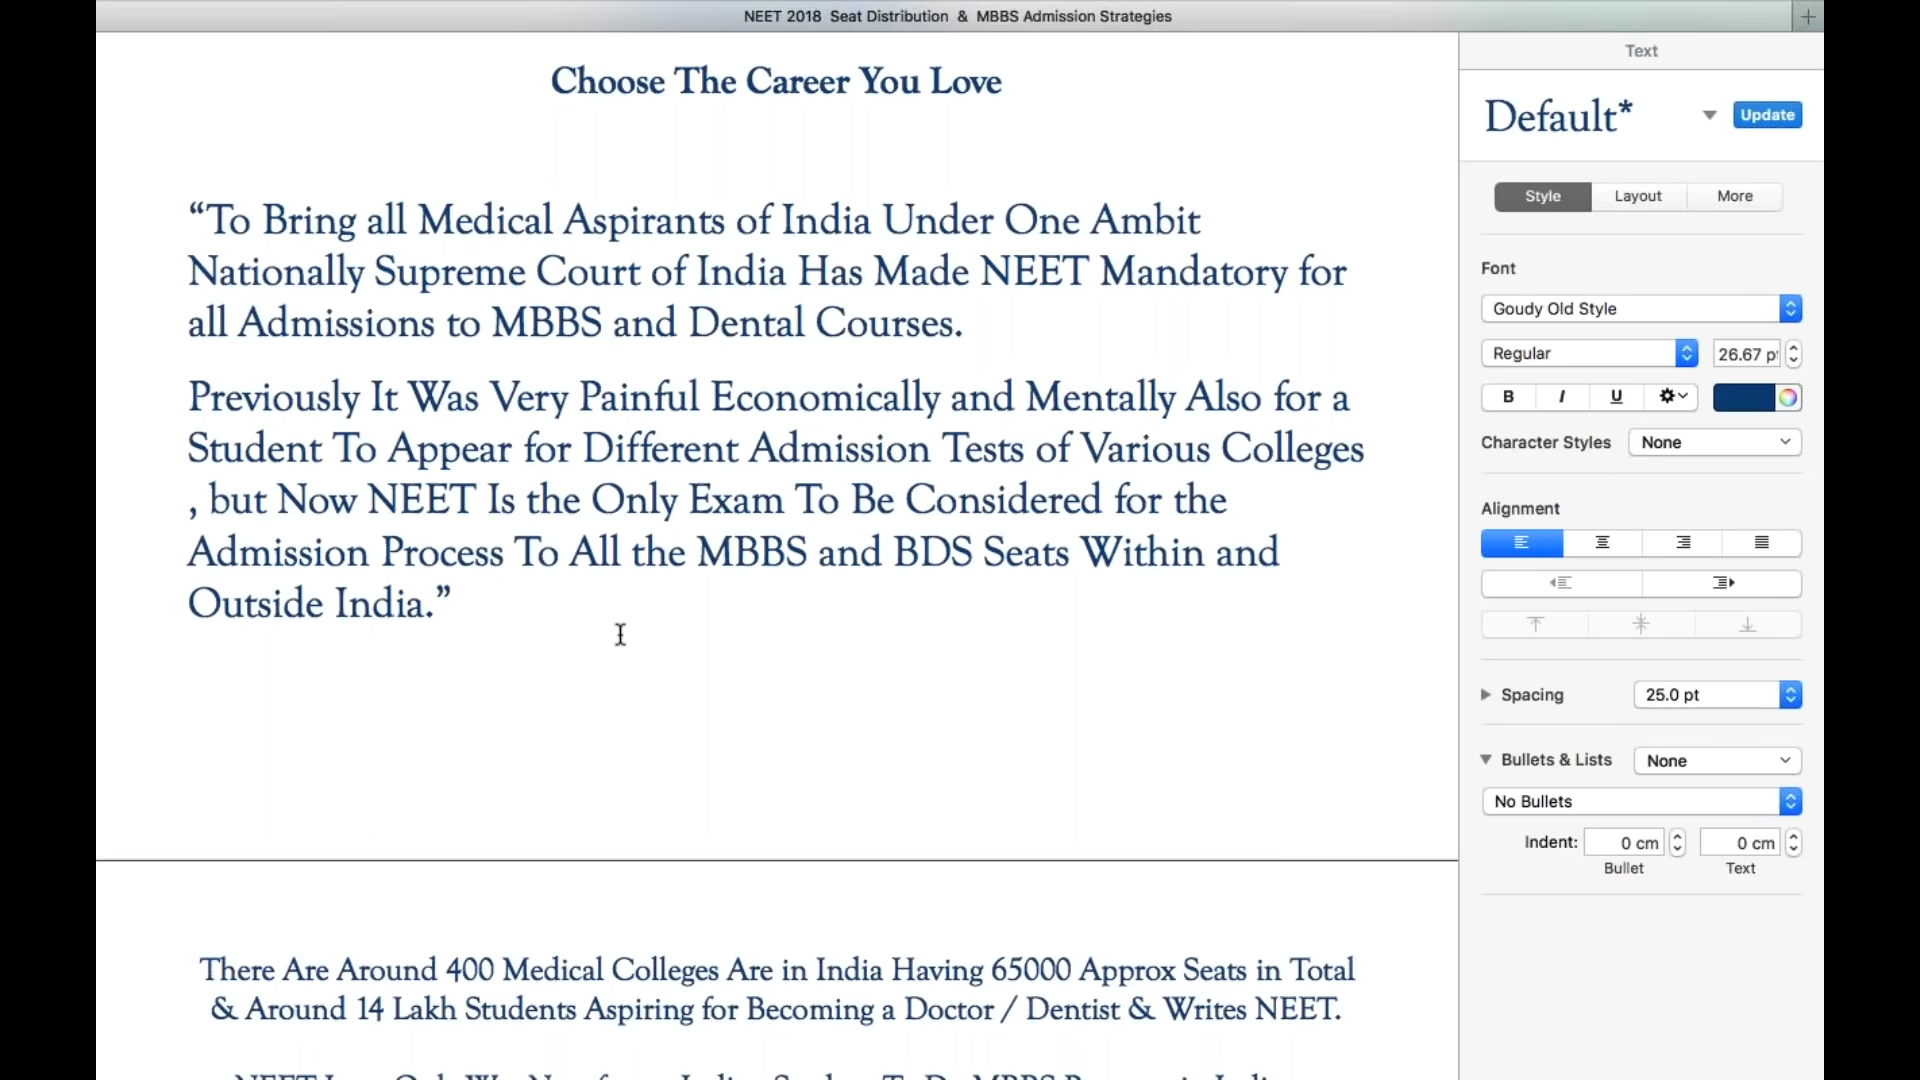 NEET 2018 Seat Distribution & MBBS Admission Strategies
Text
Choose The Career You Love
Default*
Update
“To Bring all Medical Aspirants of India Under One Ambit
Nationally Supreme Court of India Has Made NEET Mandatory for
all Admissions to MBBS and Dental Courses.
Previously It Was Very Painful Economically and Mentally Also for a
Student To Appear for Different Admission Tests of Various Colleges
, but Now NEET Is the Only Exam To Be Considered for the
Admission Process To All the MBBS and BDS Seats Within and
Outside India.”
There Are Around 400 Medical Colleges Are in India Having 65000 Approx Seats in Total
& Around 14 Lakh Students Aspiring for Becoming a Doctor / Dentist & Writes NEET.
Style Layout More
Font
Goudy Old Style
Regular 26.67 p
B I U
Character Styles None
Alignment
Spacing 25.0 pt
Bullets & Lists None
No Bullets
Indent: 0 cm 0 cm
Bullet Text